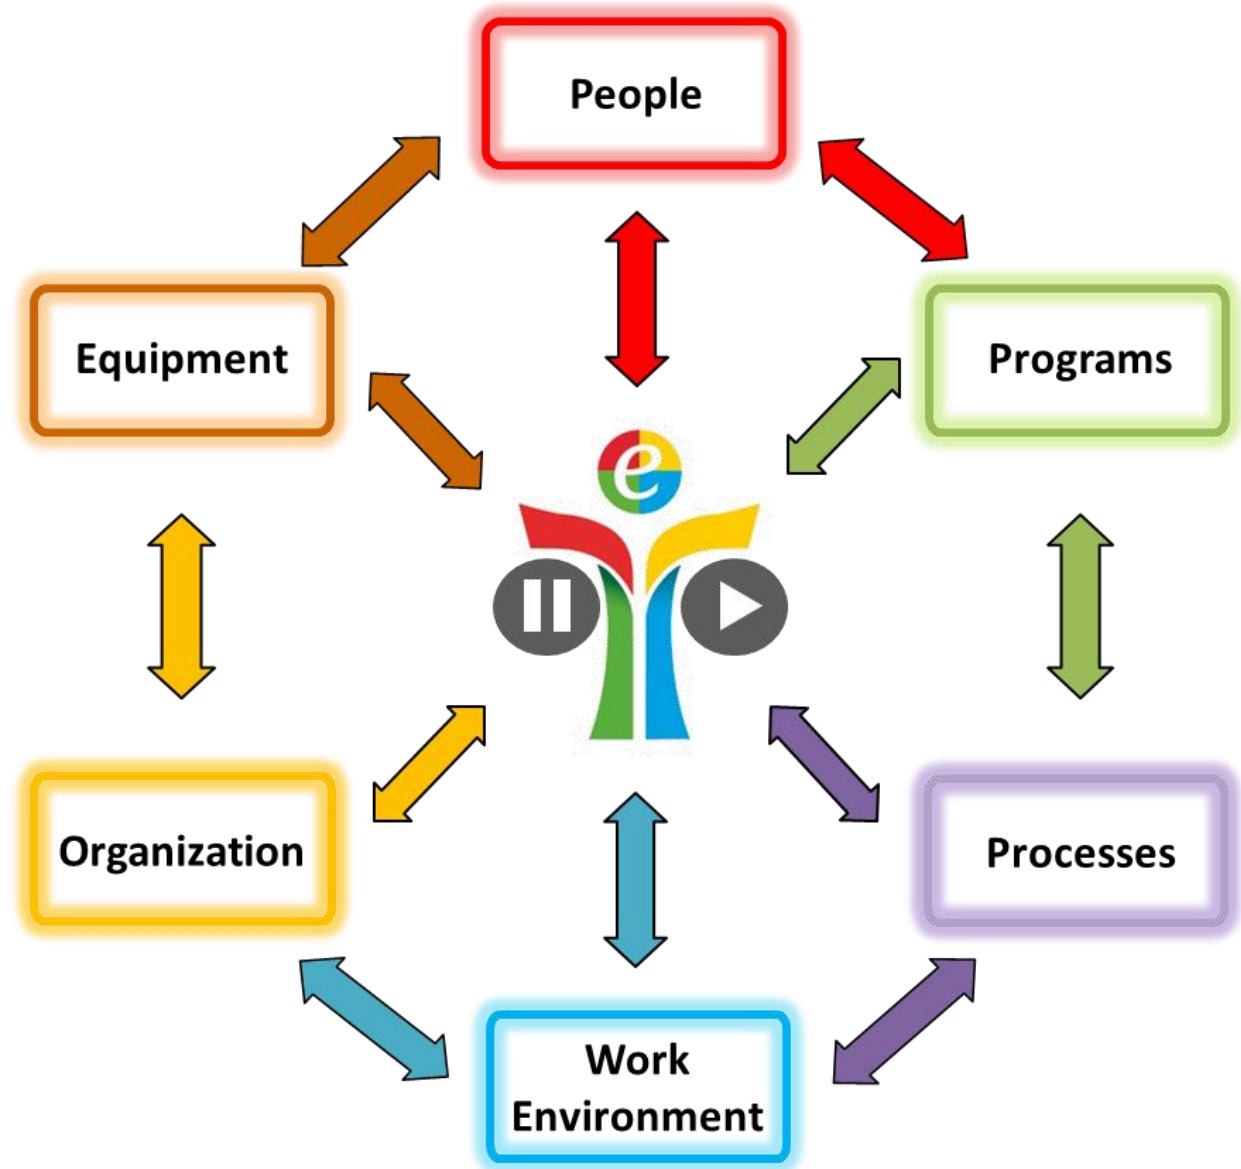 People
Equipment
Programs
e
Organization
Processes
Work
Environment